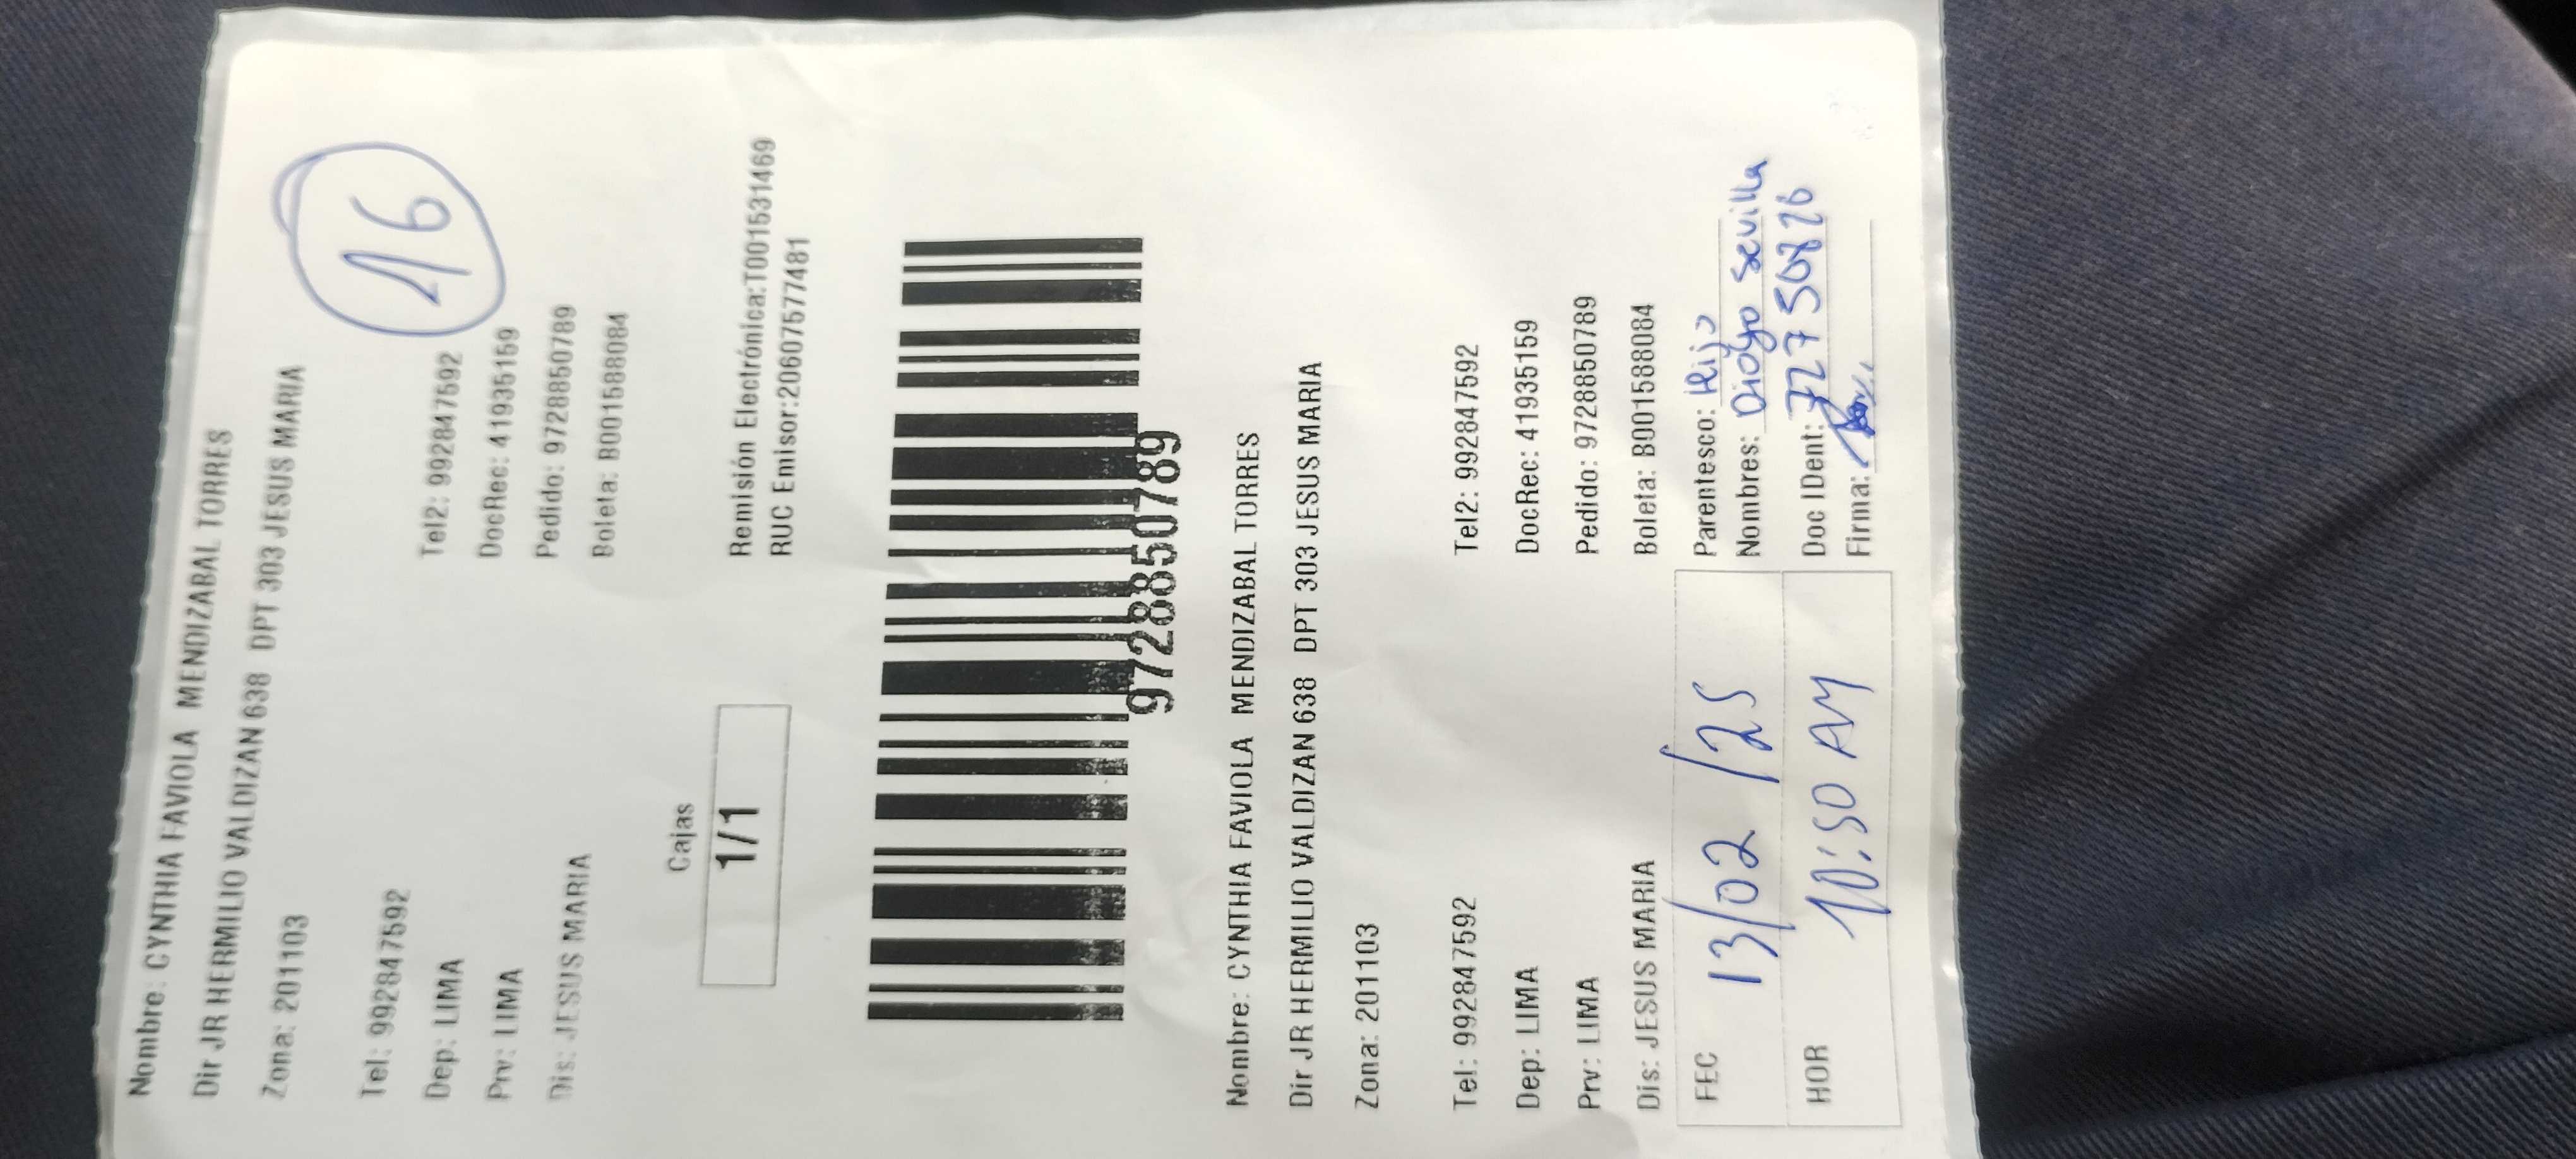 Nombre: CYNTHIA FAVIOLA MENDIZABAL TORRES
Dir JR HERMILIO VALDIZAN 638 DPT 303 JESUS MARIA
Zona: 201103
16
Tel: 992847592 Tel2: 992847592
Dep: LIMA DocRec: 41935159
Prv: LIMA Pedido: 97288850789
Dis: JESUS MARIA Boleta: B001588084
Cajas
1/1
Remisión Electrónica:T001531469
RUC Emisor:20607577481
97288850789
Nombre: CYNTHIA FAVIOLA MENDIZABAL TORRES
Dir JR HERMILIO VALDIZAN 638 DPT 303 JESUS MARIA
Zona: 201103
Tel: 992847592 Tel2: 992847592
Dep: LIMA DocRec: 41935159
Prv: LIMA Pedido: 97288850789
Dis: JESUS MARIA Boleta: B001588084
FEC 13/02/25
HOR 10:50 AM
Parentesco: Hijo
Nombres: Diogo Sevilla
Doc IDent:
Firma: